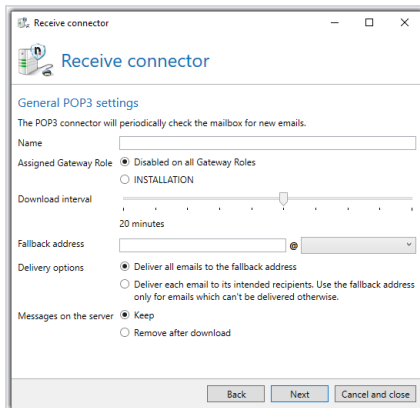 Receive connector
Receive connector
General POP3 settings
The POP3 connector will periodically check the mailbox for new emails.
Name
Assigned Gateway Role Disabled on all Gateway Roles
INSTALLATION
Download interval
20 minutes
Fallback address @
Delivery options Deliver all emails to the fallback address
Deliver each email to its intended recipients. Use the fallback address
only for emails which can't be delivered otherwise.
Messages on the server Keep
Remove after download
Back Next Cancel and close